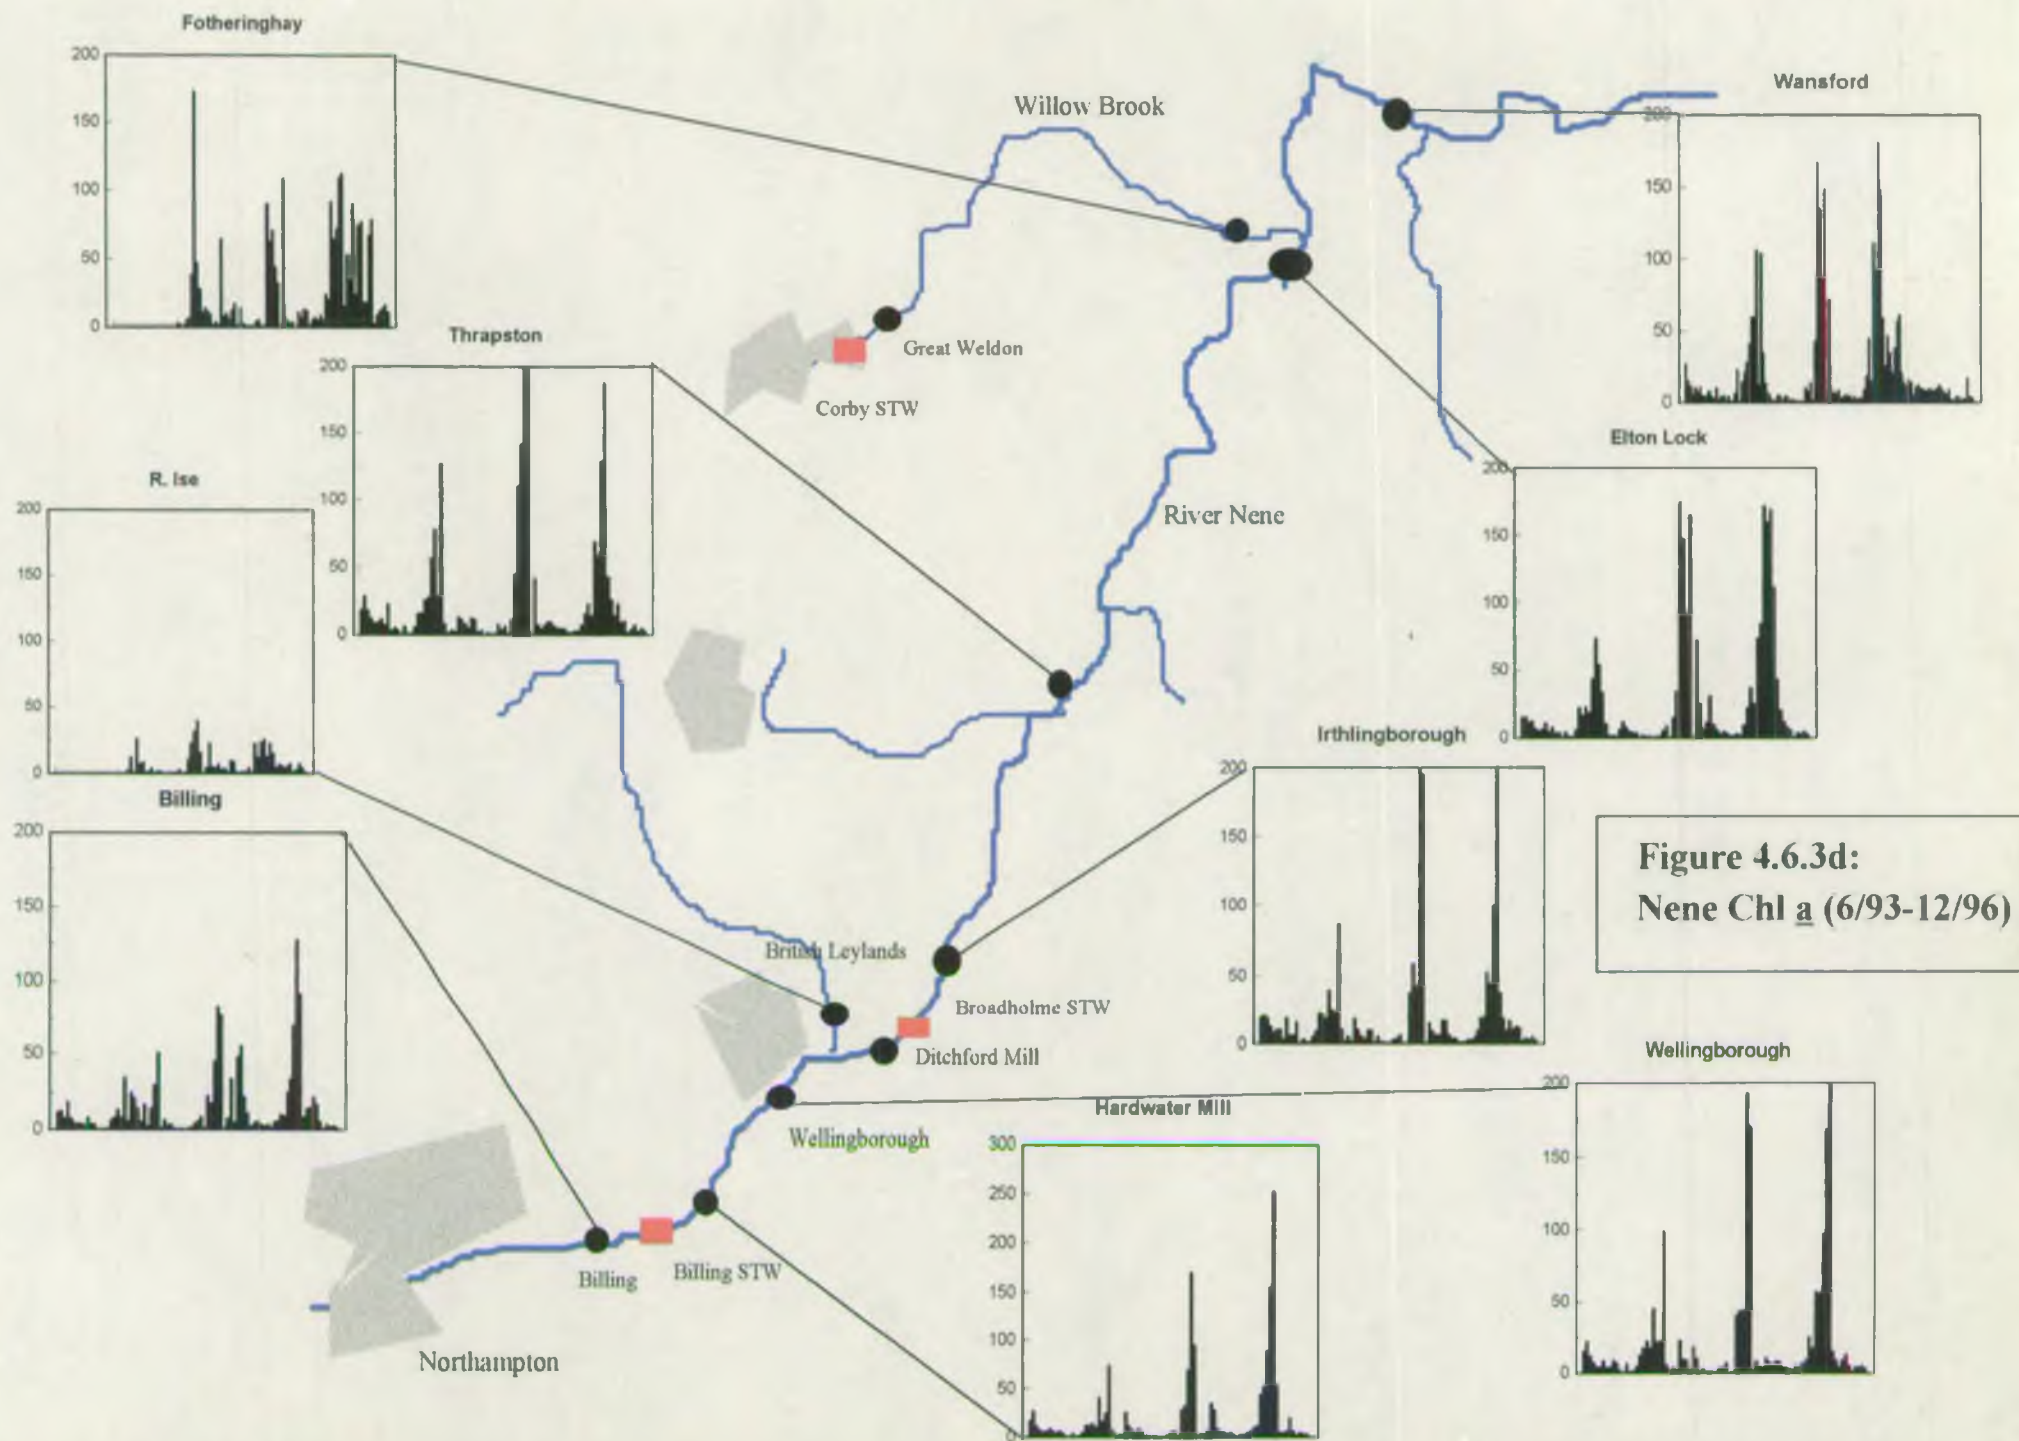 Fotheringhay
200
150
100
50
0
Willow Brook
Wansford
200
150
100
50
0
Thrapston
200
150
100
50
0
Great Weldon
Corby STW
Elton Lock
200
150
100
50
0
R. Ise
200
150
100
50
0
River Nene
Irthlingborough
200
150
100
50
0
Billing
200
150
100
50
0
Figure 4.6.3d:
Nene Chl a (6/93-12/96)
British Leylands
Broadholme STW
Ditchford Mill
Wellingborough
200
150
100
50
0
Hardwater Mill
300
250
200
150
100
50
0
Wellingborough
Billing
Billing STW
Northampton